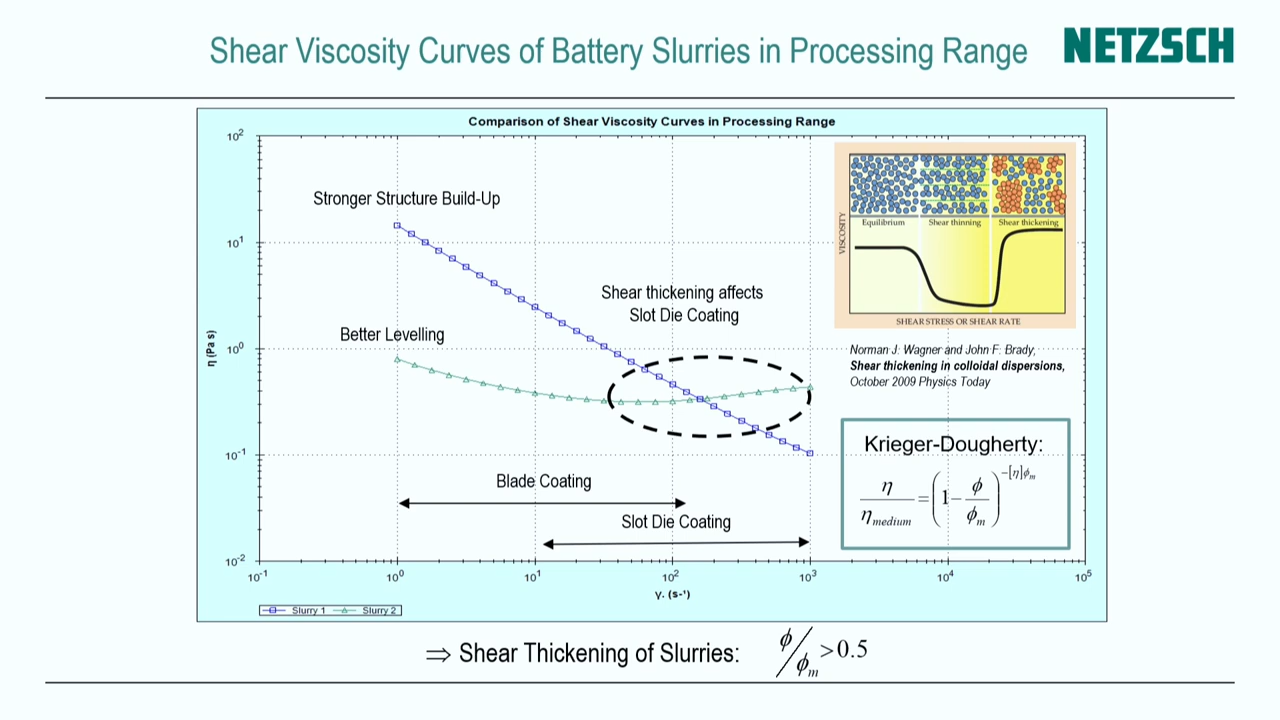 Shear Viscosity Curves of Battery Slurries in Processing Range
NETZSCH
Comparison of Shear Viscosity Curves in Processing Range
10²
10¹
10⁰
10⁻¹
10⁻²
η (Pa s)
Stronger Structure Build-Up
Better Levelling
Shear thickening affects
Slot Die Coating
Blade Coating
Slot Die Coating
10⁻¹ 10⁰ 10¹ 10² 10³ 10⁴ 10⁵
γ. (s-¹)
Slurry 1 Slurry 2
VISCOSITY
Equilibrium Shear thinning Shear thickening
SHEAR STRESS OR SHEAR RATE
Norman J. Wagner and John F. Brady,
Shear thickening in colloidal dispersions,
October 2009 Physics Today
Krieger-Dougherty:
η/η medium = (1 − ϕ/ϕm)^−[η]ϕm
⇒ Shear Thickening of Slurries: ϕ/ϕm > 0.5